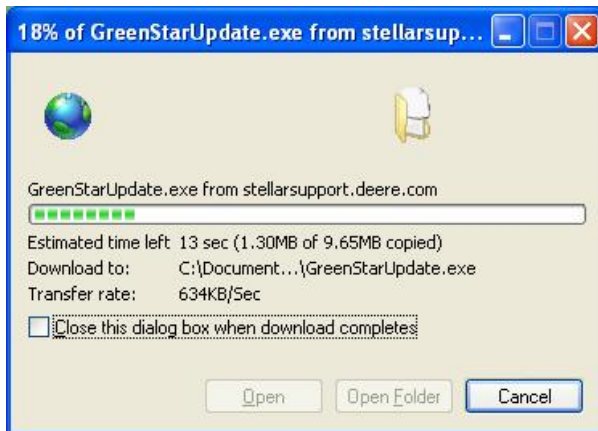 18% of GreenStarUpdate.exe from stellarsup...
GreenStarUpdate.exe from stellarsupport.deere.com
Estimated time left 13 sec (1.30MB of 9.65MB copied)
Download to: C:\Document...\GreenStarUpdate.exe
Transfer rate: 634KB/Sec
Close this dialog box when download completes
Open Open Folder Cancel